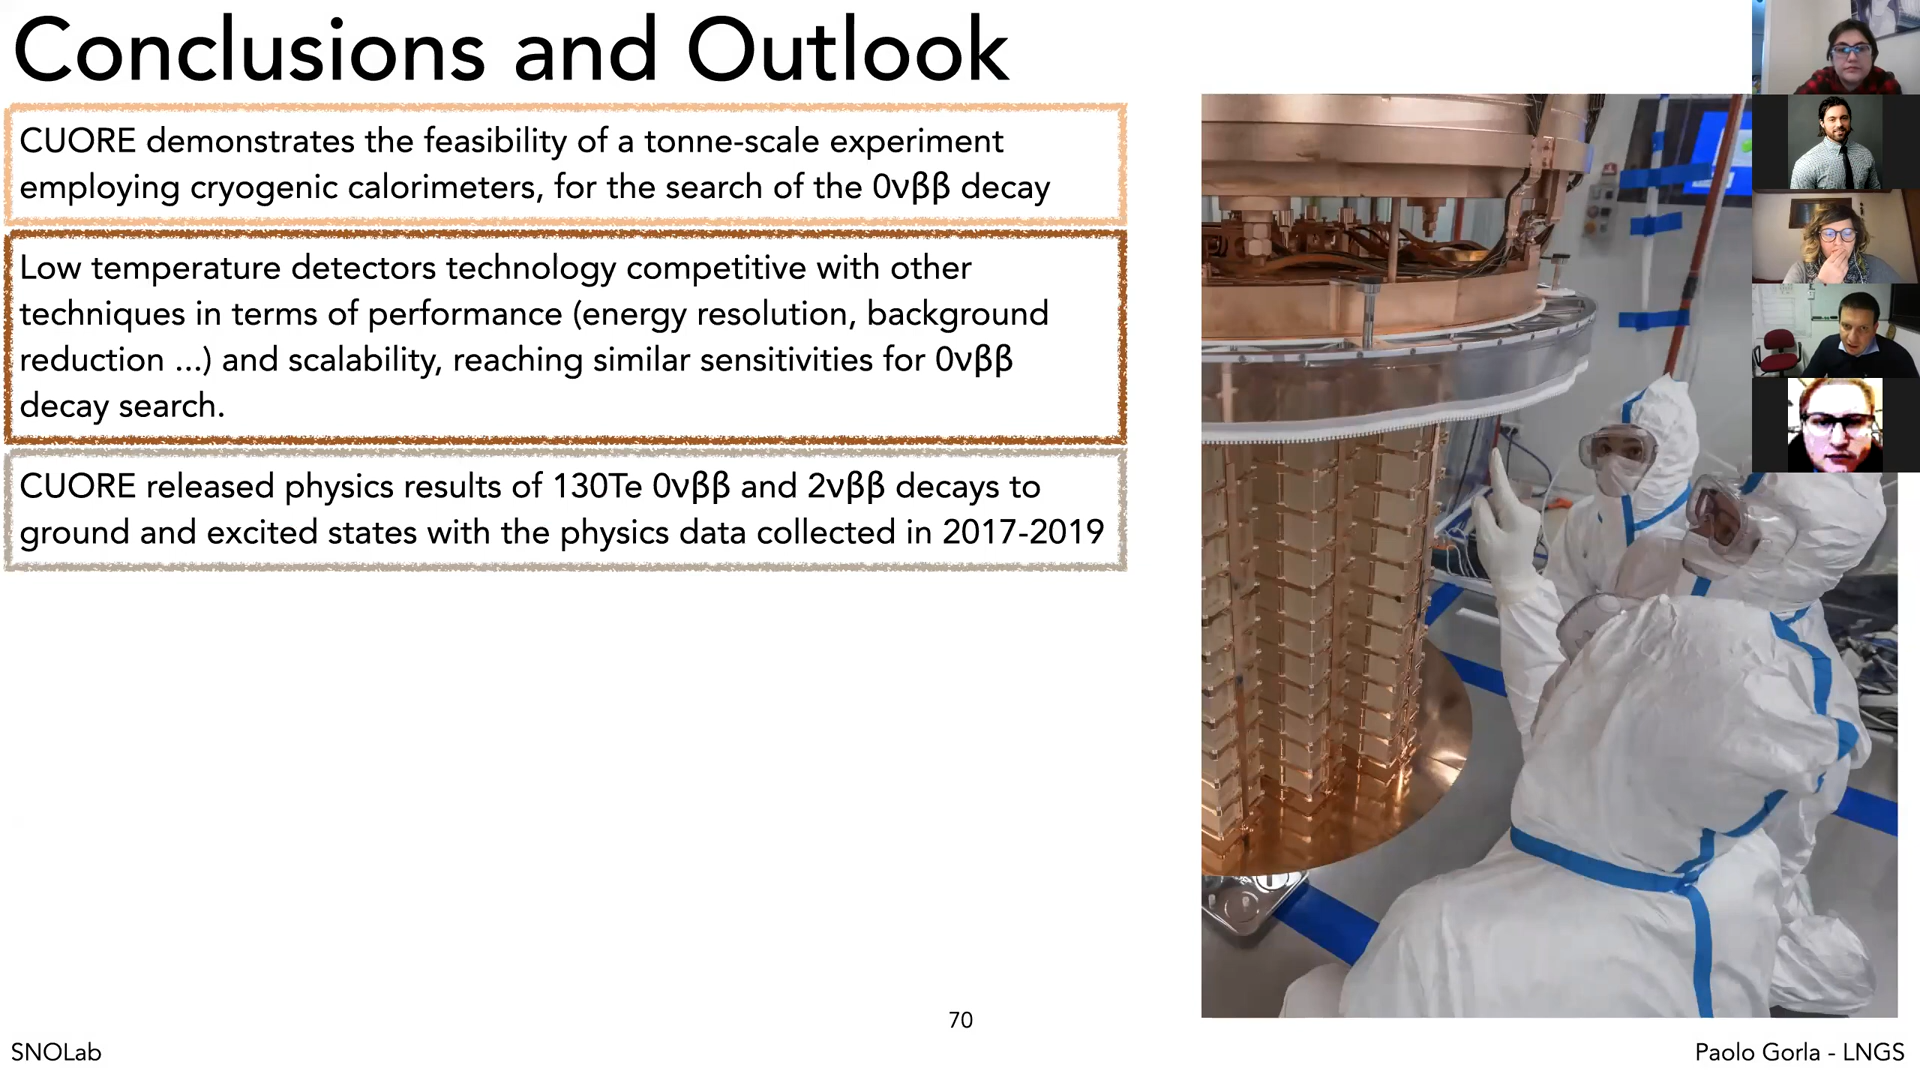 Conclusions and Outlook
CUORE demonstrates the feasibility of a tonne-scale experiment
employing cryogenic calorimeters, for the search of the 0νββ decay
Low temperature detectors technology competitive with other
techniques in terms of performance (energy resolution, background
reduction ...) and scalability, reaching similar sensitivities for 0νββ
decay search.
CUORE released physics results of 130Te 0νββ and 2νββ decays to
ground and excited states with the physics data collected in 2017-2019
70
SNOLab
Paolo Gorla - LNGS